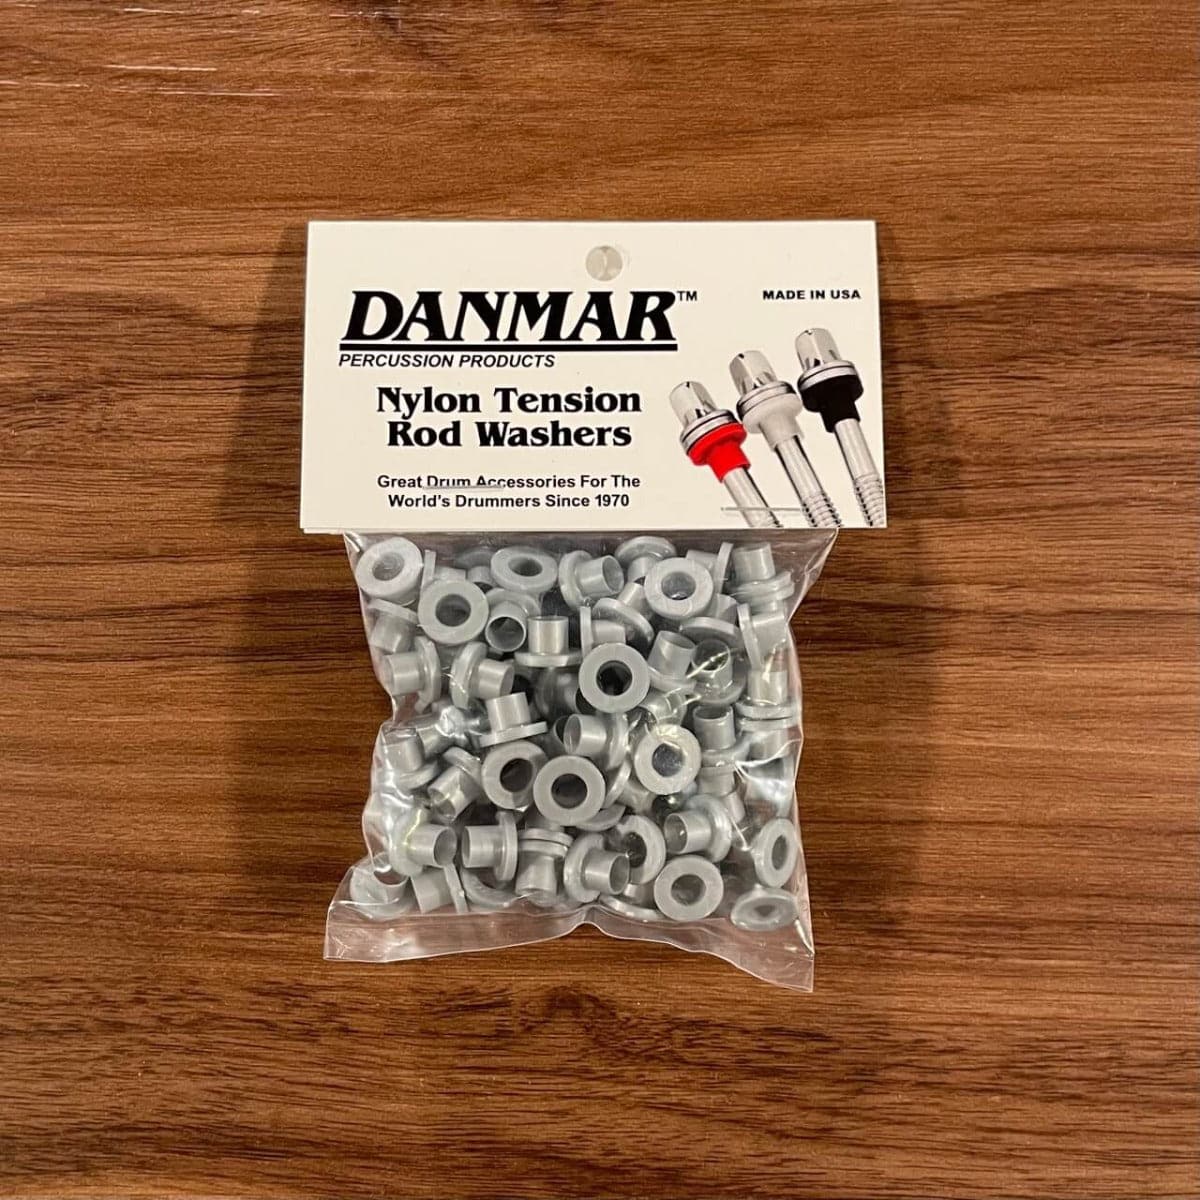 DANMAR™
MADE IN USA
PERCUSSION PRODUCTS
Nylon Tension
Rod Washers
Great Drum Accessories For The
World's Drummers Since 1970